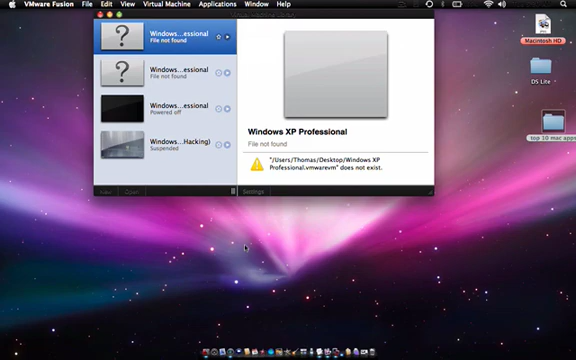 VMware Fusion File Edit View Virtual Machine Applications Window Help
Windows...essional
File not found
Windows...essional
File not found
Windows...essional
Powered off
Windows...Hacking)
Suspended
Windows XP Professional
File not found
"/Users/Thomas/Desktop/Windows XP
Professional.vmwarevm" does not exist.
New Open
Settings
Macintosh HD
DS Lite
top 10 mac apps